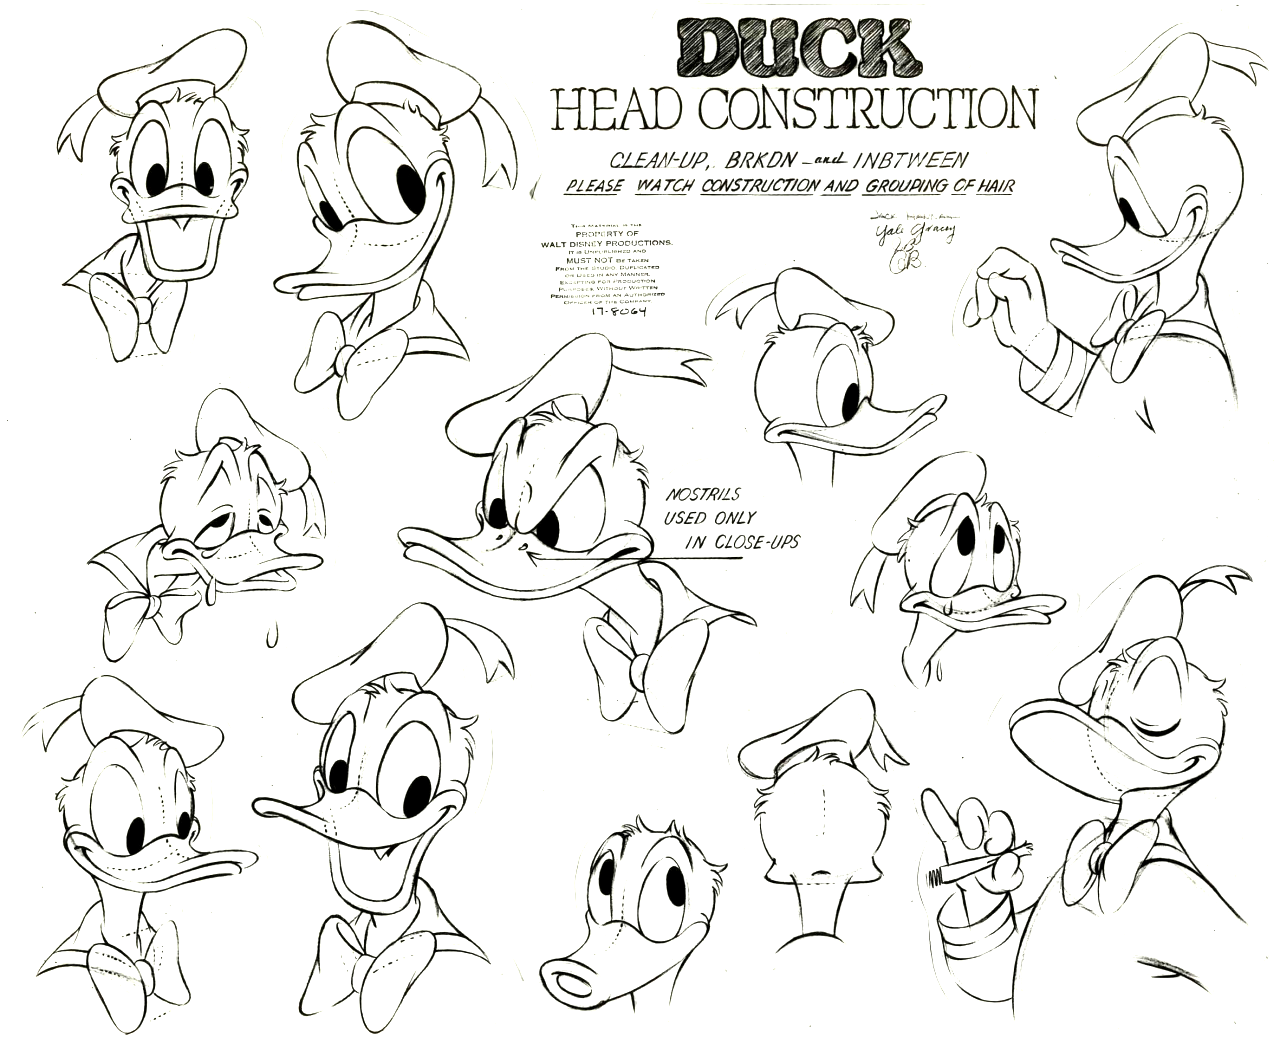 DUCK
HEAD CONSTRUCTION
CLEAN-UP, BRKDN - and INBTWEEN
PLEASE WATCH CONSTRUCTION AND GROUPING OF HAIR
THIS MATERIAL IS THE
PROPERTY OF
WALT DISNEY PRODUCTIONS.
IT IS UNPUBLISHED AND
MUST NOT BE TAKEN
FROM THE STUDIO, DUPLICATED
OR USED IN ANY MANNER,
EXCEPTING FOR PRODUCTION
PURPOSES, WITHOUT WRITTEN
PERMISSION FROM AN AUTHORIZED
OFFICER OF THE COMPANY
17-8064
Jack
Yale Gracey
NOSTRILS
USED ONLY
IN CLOSE-UPS